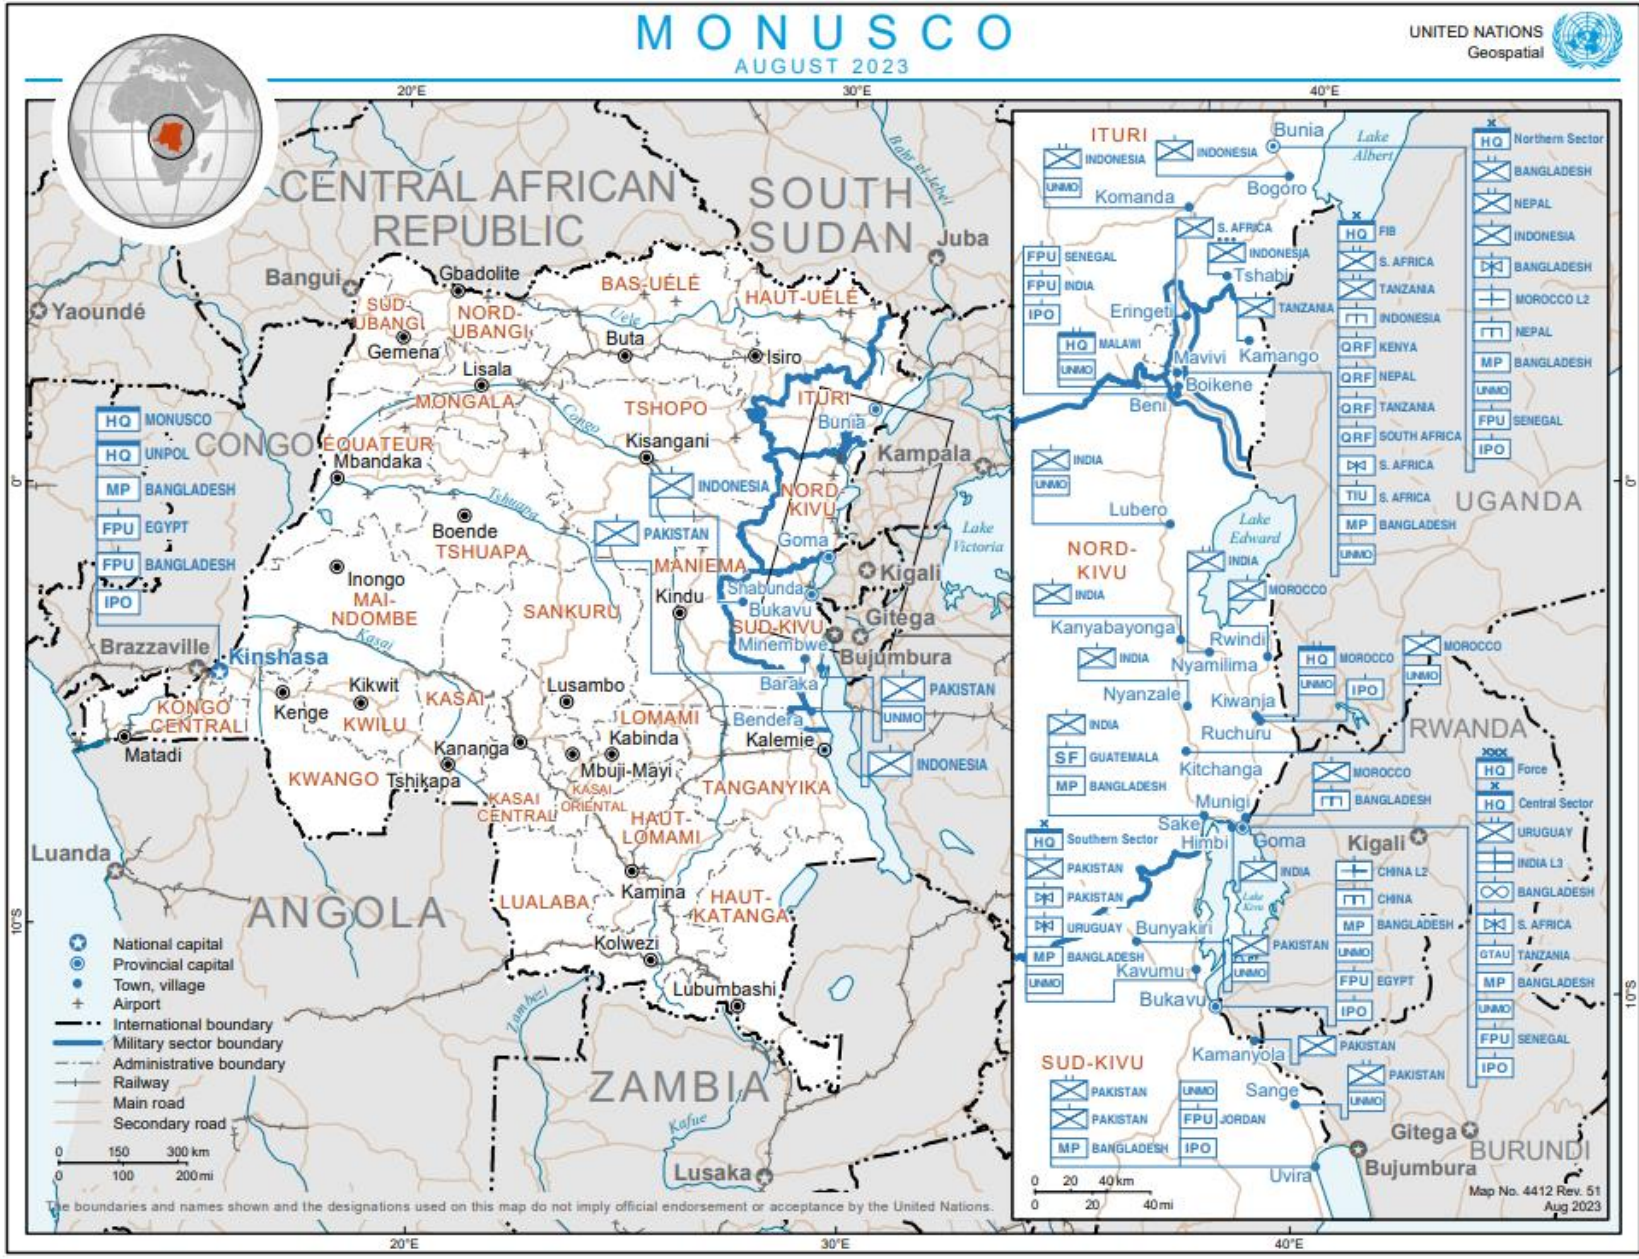 MONUSCO
AUGUST 2023
UNITED NATIONS
Geospatial
20°E
30°E
40°E
CENTRAL AFRICAN
REPUBLIC
SOUTH
SUDAN
Bahr el Jebel
Juba
Bangui
Gbadolite
BAS-UÉLÉ
HAUT-UÉLÉ
Yaoundé
SUD-
UBANGI
NORD-
UBANGI
Uele
Gemena
Buta
Isiro
Lisala
MONGALA
TSHOPO
ITURI
Bunia
Congo
HQ MONUSCO
HQ UNPOL
MP BANGLADESH
FPU EGYPT
FPU BANGLADESH
IPO
CONGO
ÉQUATEUR
Mbandaka
Kisangani
Kampala
0°
INDONESIA
NORD-
KIVU
Tshuapa
Boende
TSHUAPA
PAKISTAN
Goma
Lake
Victoria
MANIEMA
Kigali
Inongo
MAI-
NDOMBE
Shabunda
Kindu
Bukavu
SANKURU
SUD-KIVU
Gitega
Kasai
Minembwe
Brazzaville
Kinshasa
Bujumbura
Baraka
PAKISTAN
UNMO
Kikwit
KASAI
Lusambo
KONGO
CENTRAL
Kenge
KWILU
LOMAMI
Bendera
Kabinda
Kananga
Kalemie
INDONESIA
Matadi
Mbuji-Mayi
KWANGO
Tshikapa
KASAI
ORIENTAL
TANGANYIKA
KASAI
CENTRAL
HAUT-
LOMAMI
Luanda
Kamina
LUALABA
HAUT-
KATANGA
ANGOLA
10°S
Kolwezi
Lubumbashi
Zambezi
ZAMBIA
Kafue
Lusaka
National capital
Provincial capital
Town, village
Airport
International boundary
Military sector boundary
Administrative boundary
Railway
Main road
Secondary road
0 150 300 km
0 100 200 mi
The boundaries and names shown and the designations used on this map do not imply official endorsement or acceptance by the United Nations.
20°E
30°E
40°E
ITURI
Bunia
Lake
Albert
INDONESIA
INDONESIA
UNMO
Komanda
Bogoro
HQ Northern Sector
BANGLADESH
NEPAL
INDONESIA
BANGLADESH
MOROCCO L2
NEPAL
MP BANGLADESH
UNMO
FPU SENEGAL
IPO
S. AFRICA
INDONESIA
FPU SENEGAL
FPU INDIA
IPO
Tshabi
Eringeti
TANZANIA
HQ MALAWI
UNMO
Mavivi
Kamango
Boikene
Beni
HQ FIB
S. AFRICA
TANZANIA
INDONESIA
QRF KENYA
QRF NEPAL
QRF TANZANIA
QRF SOUTH AFRICA
S. AFRICA
TIU S. AFRICA
MP BANGLADESH
UNMO
0°
UGANDA
INDIA
UNMO
Lubero
Lake
Edward
NORD-
KIVU
INDIA
INDIA
MOROCCO
Kanyabayonga
Rwindi
INDIA
Nyamilima
HQ MOROCCO
UNMO
IPO
MOROCCO
UNMO
Nyanzale
Kiwanja
Ruchuru
RWANDA
INDIA
SF GUATEMALA
MP BANGLADESH
Kitchanga
MOROCCO
BANGLADESH
Munigi
Sake
Himbi
Goma
Kigali
HQ Force
HQ Central Sector
URUGUAY
INDIA L3
BANGLADESH
S. AFRICA
GTAU TANZANIA
MP BANGLADESH
UNMO
FPU SENEGAL
IPO
HQ Southern Sector
PAKISTAN
PAKISTAN
URUGUAY
MP BANGLADESH
UNMO
INDIA
Lake
Kivu
CHINA L2
CHINA
MP BANGLADESH
UNMO
FPU EGYPT
IPO
Bunyakiri
PAKISTAN
UNMO
Kavumu
Bukavu
10°S
Kamanyola
PAKISTAN
SUD-KIVU
Sange
PAKISTAN
UNMO
PAKISTAN
PAKISTAN
MP BANGLADESH
UNMO
FPU JORDAN
IPO
Gitega
BURUNDI
Bujumbura
Uvira
0 20 40 km
0 20 40 mi
Map No. 4412 Rev. 51
Aug 2023